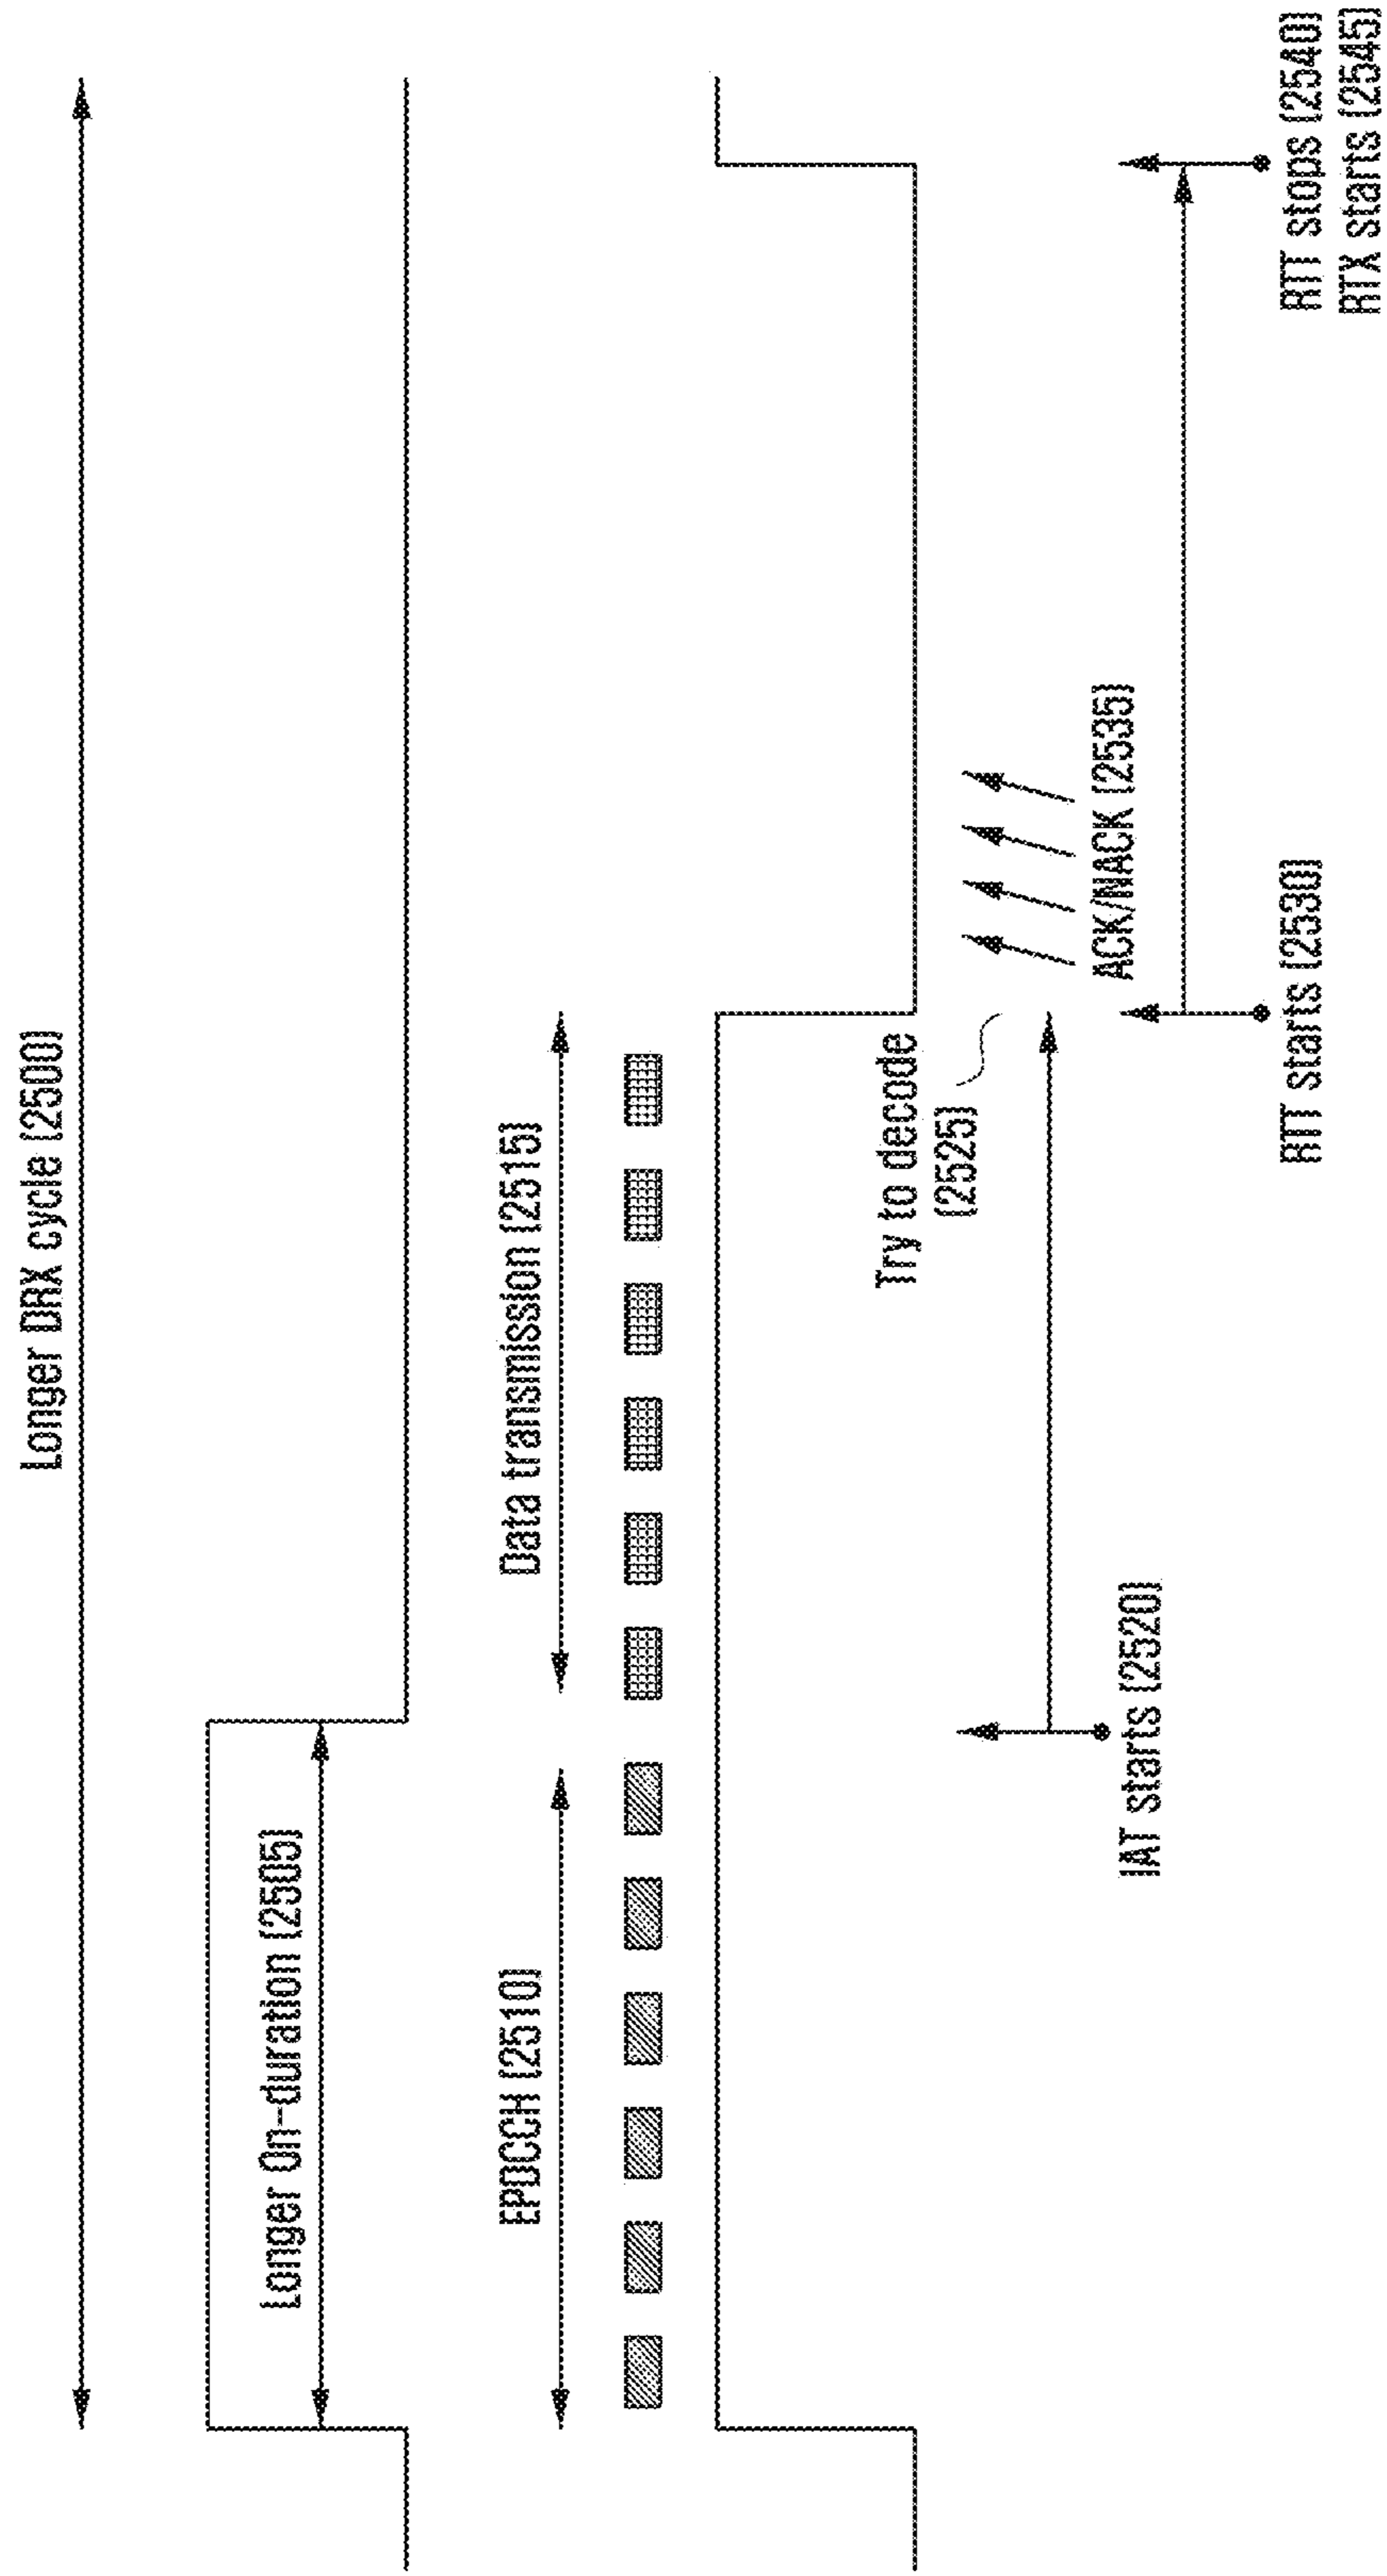 Longer DRX cycle (2500)
Longer On-duration (2505)
EPDCCH (2510)
Data transmission (2515)
Try to decode
(2525)
ACK/NACK (2535)
IAT starts (2520)
RTT starts (2530)
RTT stops (2540)
RTX starts (2545)